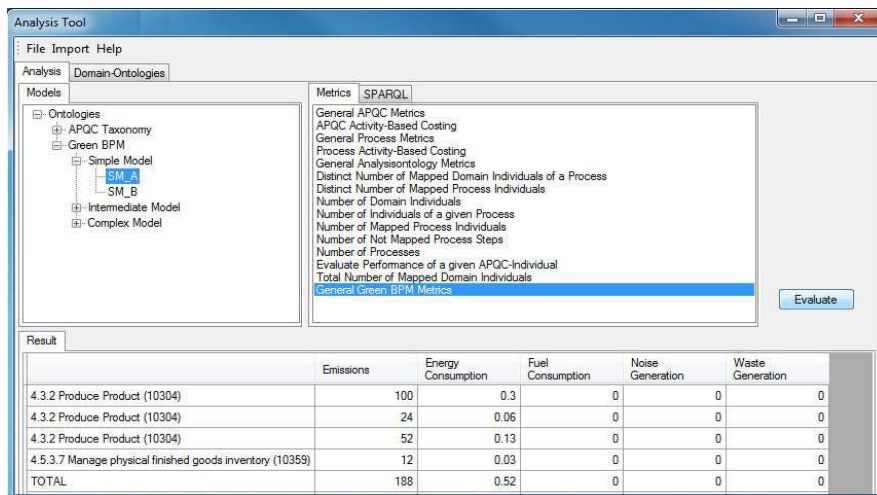 Analysis Tool
File Import Help
Analysis Domain-Ontologies
Models
Ontologies
APQC Taxonomy
Green BPM
Simple Model
SM_A
SM_B
Intermediate Model
Complex Model
Metrics SPARQL
General APQC Metrics
APQC Activity-Based Costing
General Process Metrics
Process Activity-Based Costing
General Analysisontology Metrics
Distinct Number of Mapped Domain Individuals of a Process
Distinct Number of Mapped Process Individuals
Number of Domain Individuals
Number of Individuals of a given Process
Number of Mapped Process Individuals
Number of Not Mapped Process Steps
Number of Processes
Evaluate Performance of a given APQC-Individual
Total Number of Mapped Domain Individuals
General Green BPM Metrics
Evaluate
Result
Emissions Energy Consumption Fuel Consumption Noise Generation Waste Generation
4.3.2 Produce Product (10304) 100 0.3 0 0 0
4.3.2 Produce Product (10304) 24 0.06 0 0 0
4.3.2 Produce Product (10304) 52 0.13 0 0 0
4.5.3.7 Manage physical finished goods inventory (10359) 12 0.03 0 0 0
TOTAL 188 0.52 0 0 0